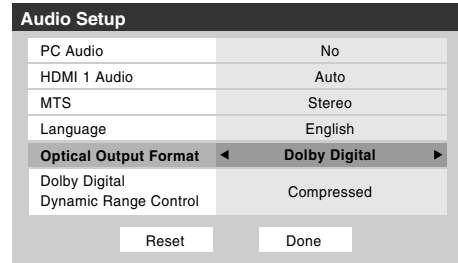 Audio Setup
PC Audio No
HDMI 1 Audio Auto
MTS Stereo
Language English
Optical Output Format ◀ Dolby Digital ▶
Dolby Digital
Dynamic Range Control Compressed
Reset Done